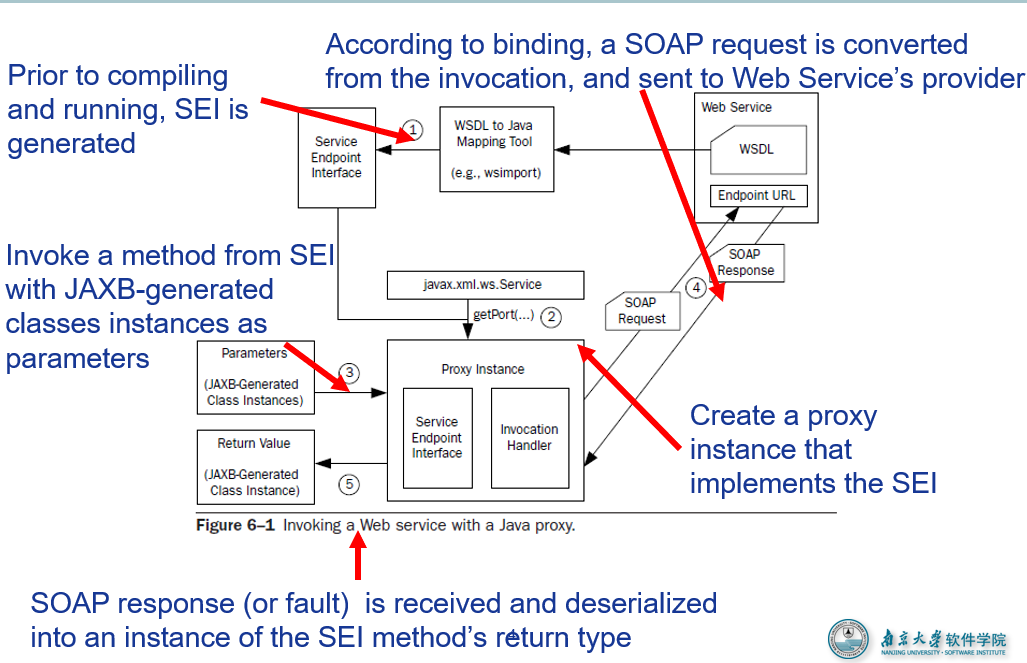 According to binding, a SOAP request is converted
from the invocation, and sent to Web Service's provider
Prior to compiling
and running, SEI is
generated
Service
Endpoint
Interface
1
WSDL to Java
Mapping Tool
(e.g., wsimport)
Web Service
WSDL
Endpoint URL
Invoke a method from SEI
with JAXB-generated
classes instances as
parameters
javax.xml.ws.Service
getPort(...)
2
SOAP
Request
4
SOAP
Response
Parameters
(JAXB-Generated
Class Instances)
3
Proxy Instance
Service
Endpoint
Interface
Invocation
Handler
Return Value
(JAXB-Generated
Class Instance)
5
Create a proxy
instance that
implements the SEI
Figure 6–1 Invoking a Web service with a Java proxy.
SOAP response (or fault) is received and deserialized
into an instance of the SEI method's return type
南京大学软件学院
NANJING UNIVERSITY · SOFTWARE INSTITUTE